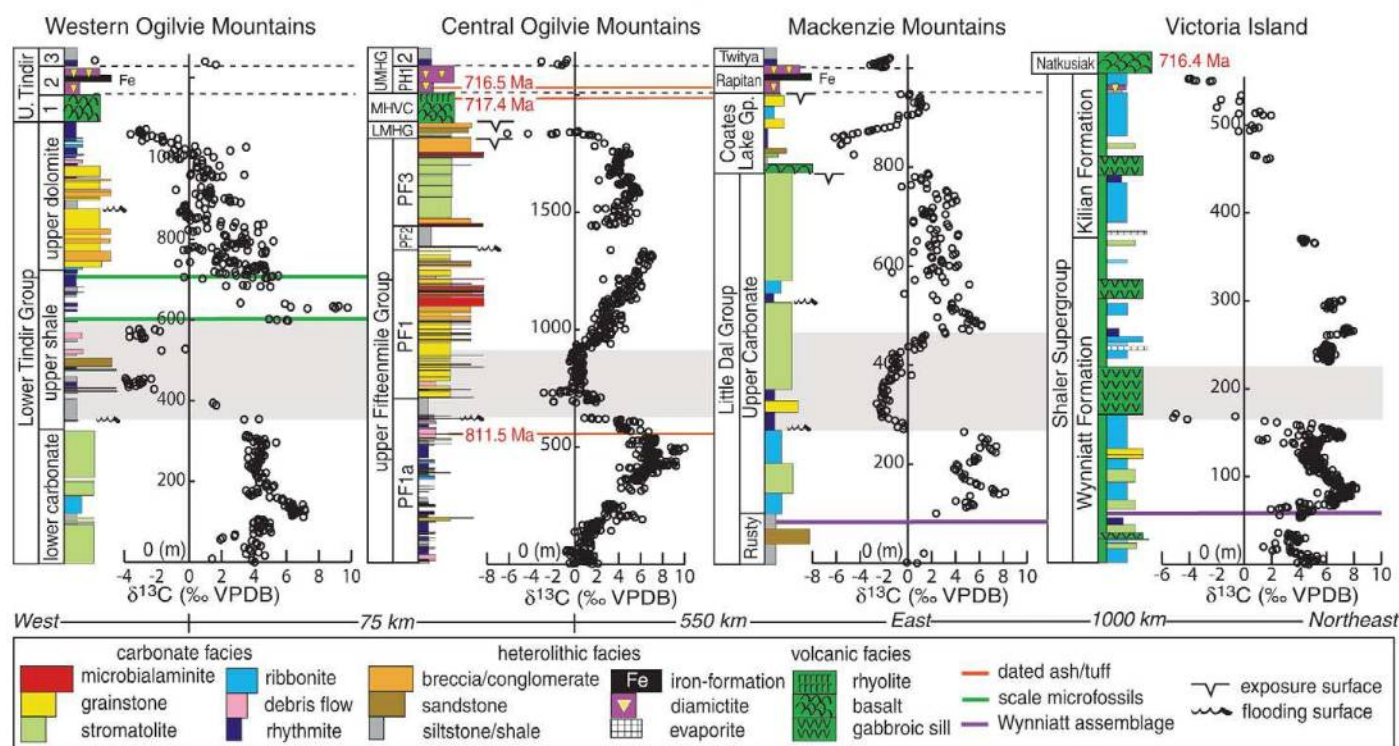 Western Ogilvie Mountains
Central Ogilvie Mountains
Mackenzie Mountains
Victoria Island
U. Tindir
3
2
1
Lower Tindir Group
upper dolomite
upper shale
lower carbonate
Fe
800
600
400
200
0 (m)
-4 -2 0 2 4 6 8 10
δ¹³C (‰ VPDB)
UMHG
2
PH1
MHVC
LMHG
upper Fifteenmile Group
PF3
PF2
PF1
PF1a
716.5 Ma
717.4 Ma
811.5 Ma
1500
1000
500
0 (m)
-8 -6 -4 -2 0 2 4 6 8 10
δ¹³C (‰ VPDB)
Twitya
Rapitan
Coates
Lake Gp.
Little Dal Group
Upper Carbonate
Rusty
Fe
800
600
400
200
0 (m)
-8 -6 -4 -2 0 2 4 6 8 10
δ¹³C (‰ VPDB)
Natkusiak
716.4 Ma
Shaler Supergroup
Kilian Formation
Wynniatt Formation
500
400
300
200
100
0 (m)
-6 -4 -2 0 2 4 6 8 10
δ¹³C (‰ VPDB)
West 75 km 550 km East 1000 km Northeast
carbonate facies
microbialaminite
grainstone
stromatolite
ribbonite
debris flow
rhythmite
heterolithic facies
breccia/conglomerate
sandstone
siltstone/shale
Fe iron-formation
diamictite
evaporite
volcanic facies
rhyolite
basalt
gabbroic sill
dated ash/tuff
scale microfossils
Wynniatt assemblage
exposure surface
flooding surface